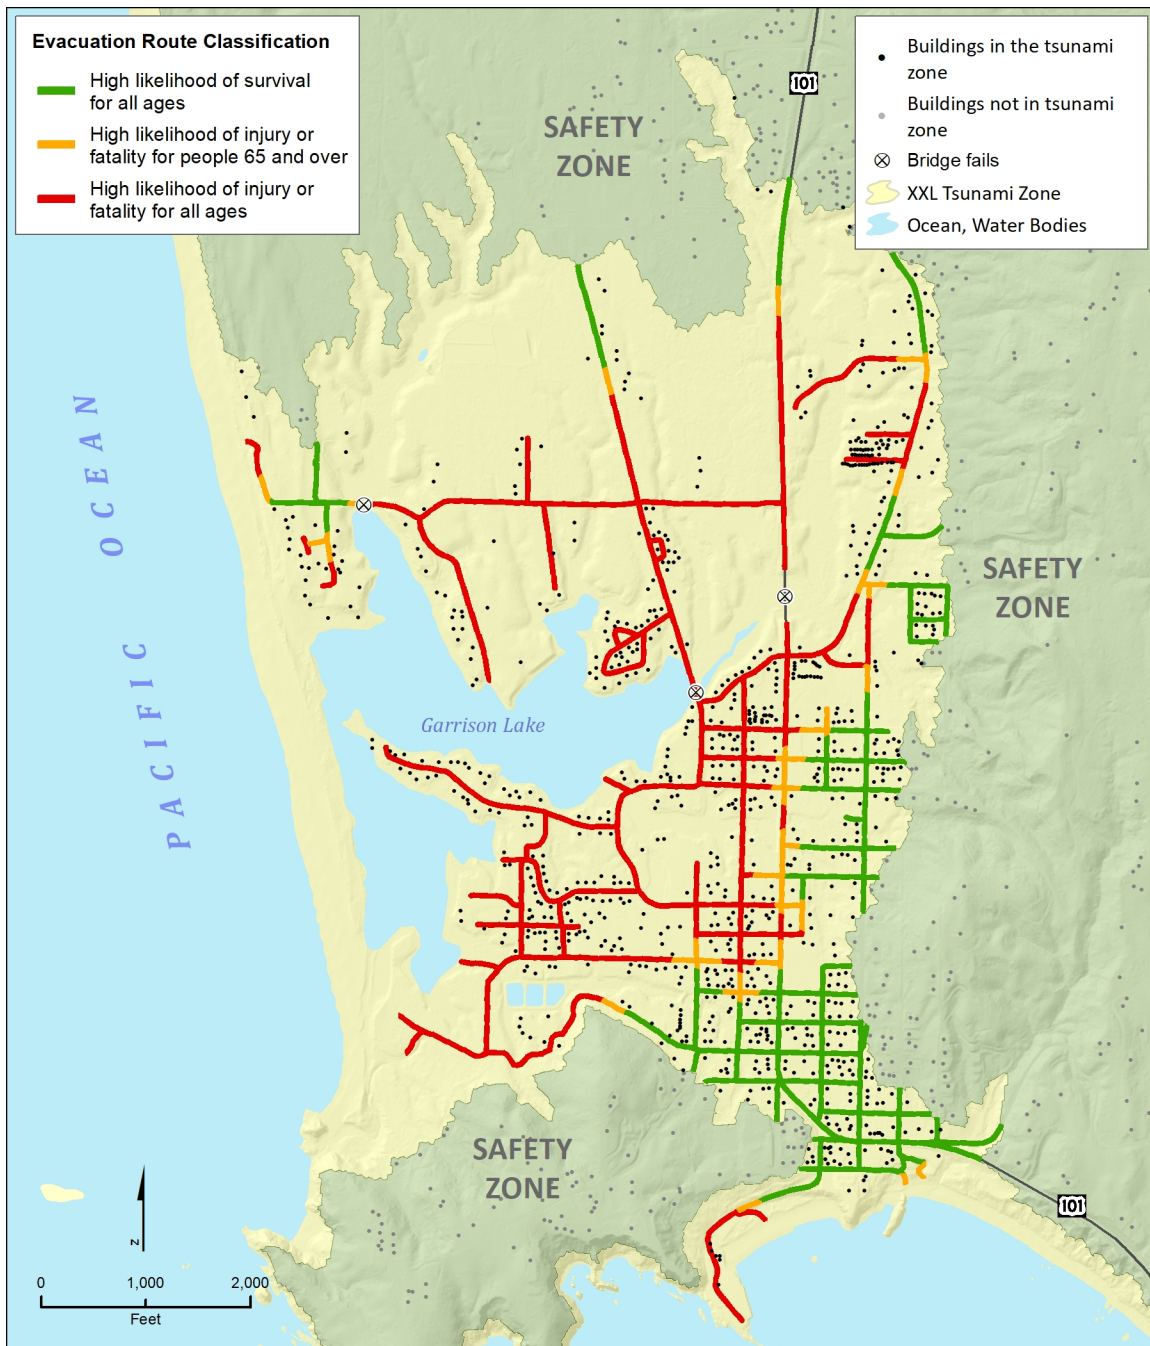 Evacuation Route Classification
High likelihood of survival
for all ages
High likelihood of injury or
fatality for people 65 and over
High likelihood of injury or
fatality for all ages
Buildings in the tsunami
zone
Buildings not in tsunami
zone
Bridge fails
XXL Tsunami Zone
Ocean, Water Bodies
101
SAFETY
ZONE
PACIFIC OCEAN
SAFETY
ZONE
Garrison Lake
SAFETY
ZONE
101
z
0 1,000 2,000
Feet